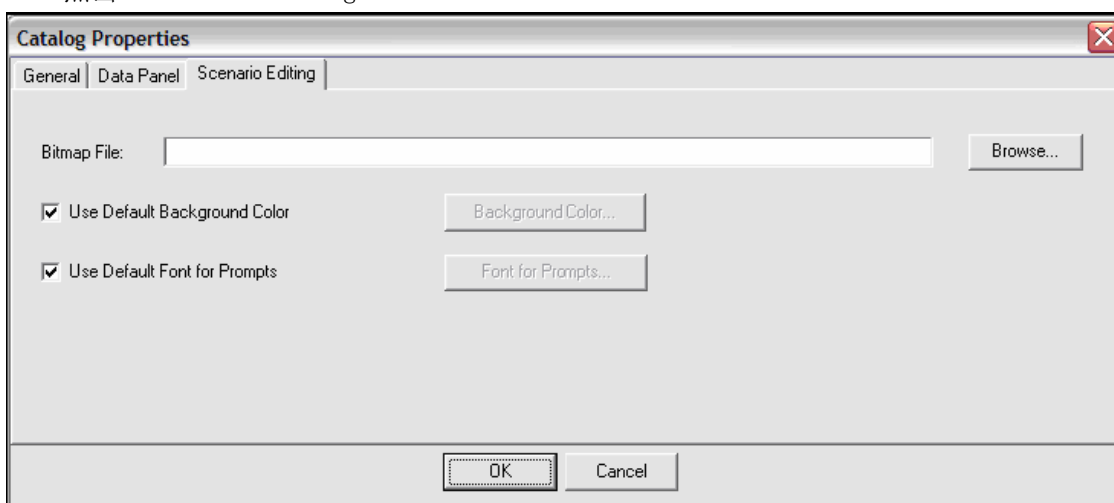 Catalog Properties
General Data Panel Scenario Editing
Bitmap File: Browse...
Use Default Background Color Background Color...
Use Default Font for Prompts Font for Prompts...
OK Cancel